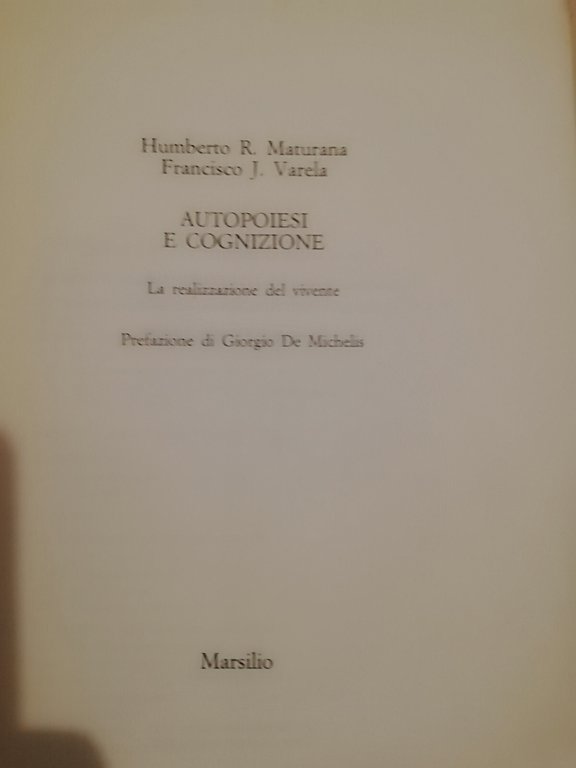 Humberto R. Maturana
Francisco J. Varela
AUTOPOIESI
E COGNIZIONE
La realizzazione del vivente
Prefazione di Giorgio De Michelis
Marsilio